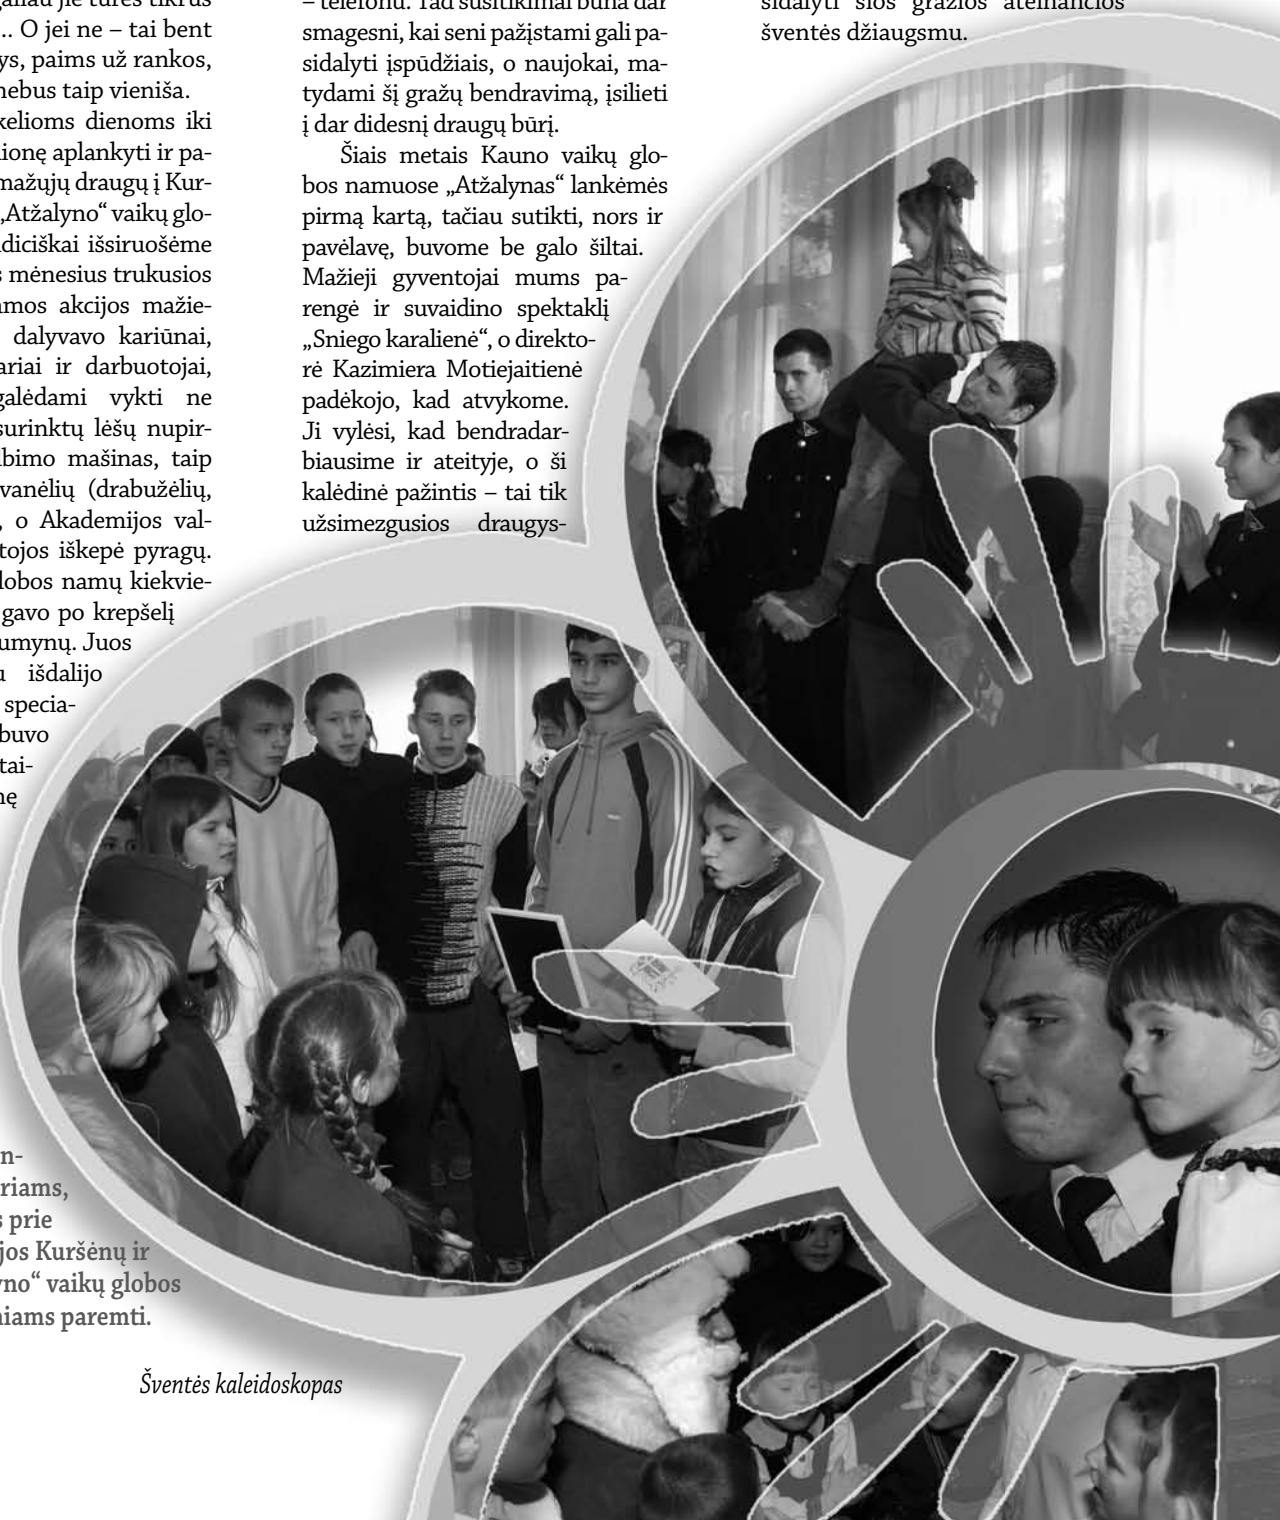 galiau jie turės tikrus
... O jei ne – tai bent
ys, paims už rankos,
nebus taip vieniša.
kelioms dienoms iki
ionę aplankyti ir pa-
mažųjų draugų į Kur-
„Atžalyno“ vaikų glo-
diciškai išsiruošėme
s mėnesius trukusios
amos akcijos mažie-
dalyvavo kariūnai,
ariai ir darbuotojai,
galėdami vykti ne
surinktų lėšų nupir-
bimo mašinas, taip
vanėlių (drabužėlių,
, o Akademijos val-
tojos iškepė pyragų.
lobos namų kiekvie-
gavo po krepšelį
umynų. Juos
u išdalijo
specia-
buvo
tai-
nę
n-
riams,
s prie
jos Kuršėnų ir
yno“ vaikų globos
niams paremti.
– telefonu. Tad susitikimai būna dar
smagesni, kai seni pažįstami gali pa-
sidalyti įspūdžiais, o naujokai, ma-
tydami šį gražų bendravimą, įsilieti
į dar didesnį draugų būrį.
Šiais metais Kauno vaikų glo-
bos namuose „Atžalynas“ lankėmės
pirmą kartą, tačiau sutikti, nors ir
pavėlavę, buvome be galo šiltai.
Mažieji gyventojai mums pa-
rengė ir suvaidino spektaklį
„Sniego karalienė“, o direkto-
rė Kazimiera Motiejaitienė
padėkojo, kad atvykome.
Ji vylėsi, kad bendradar-
biausime ir ateityje, o ši
kalėdinė pažintis – tai tik
užsimezgusios draugys-
sidalyti šios gražios ateinančios
šventės džiaugsmu.
Šventės kaleidoskopas